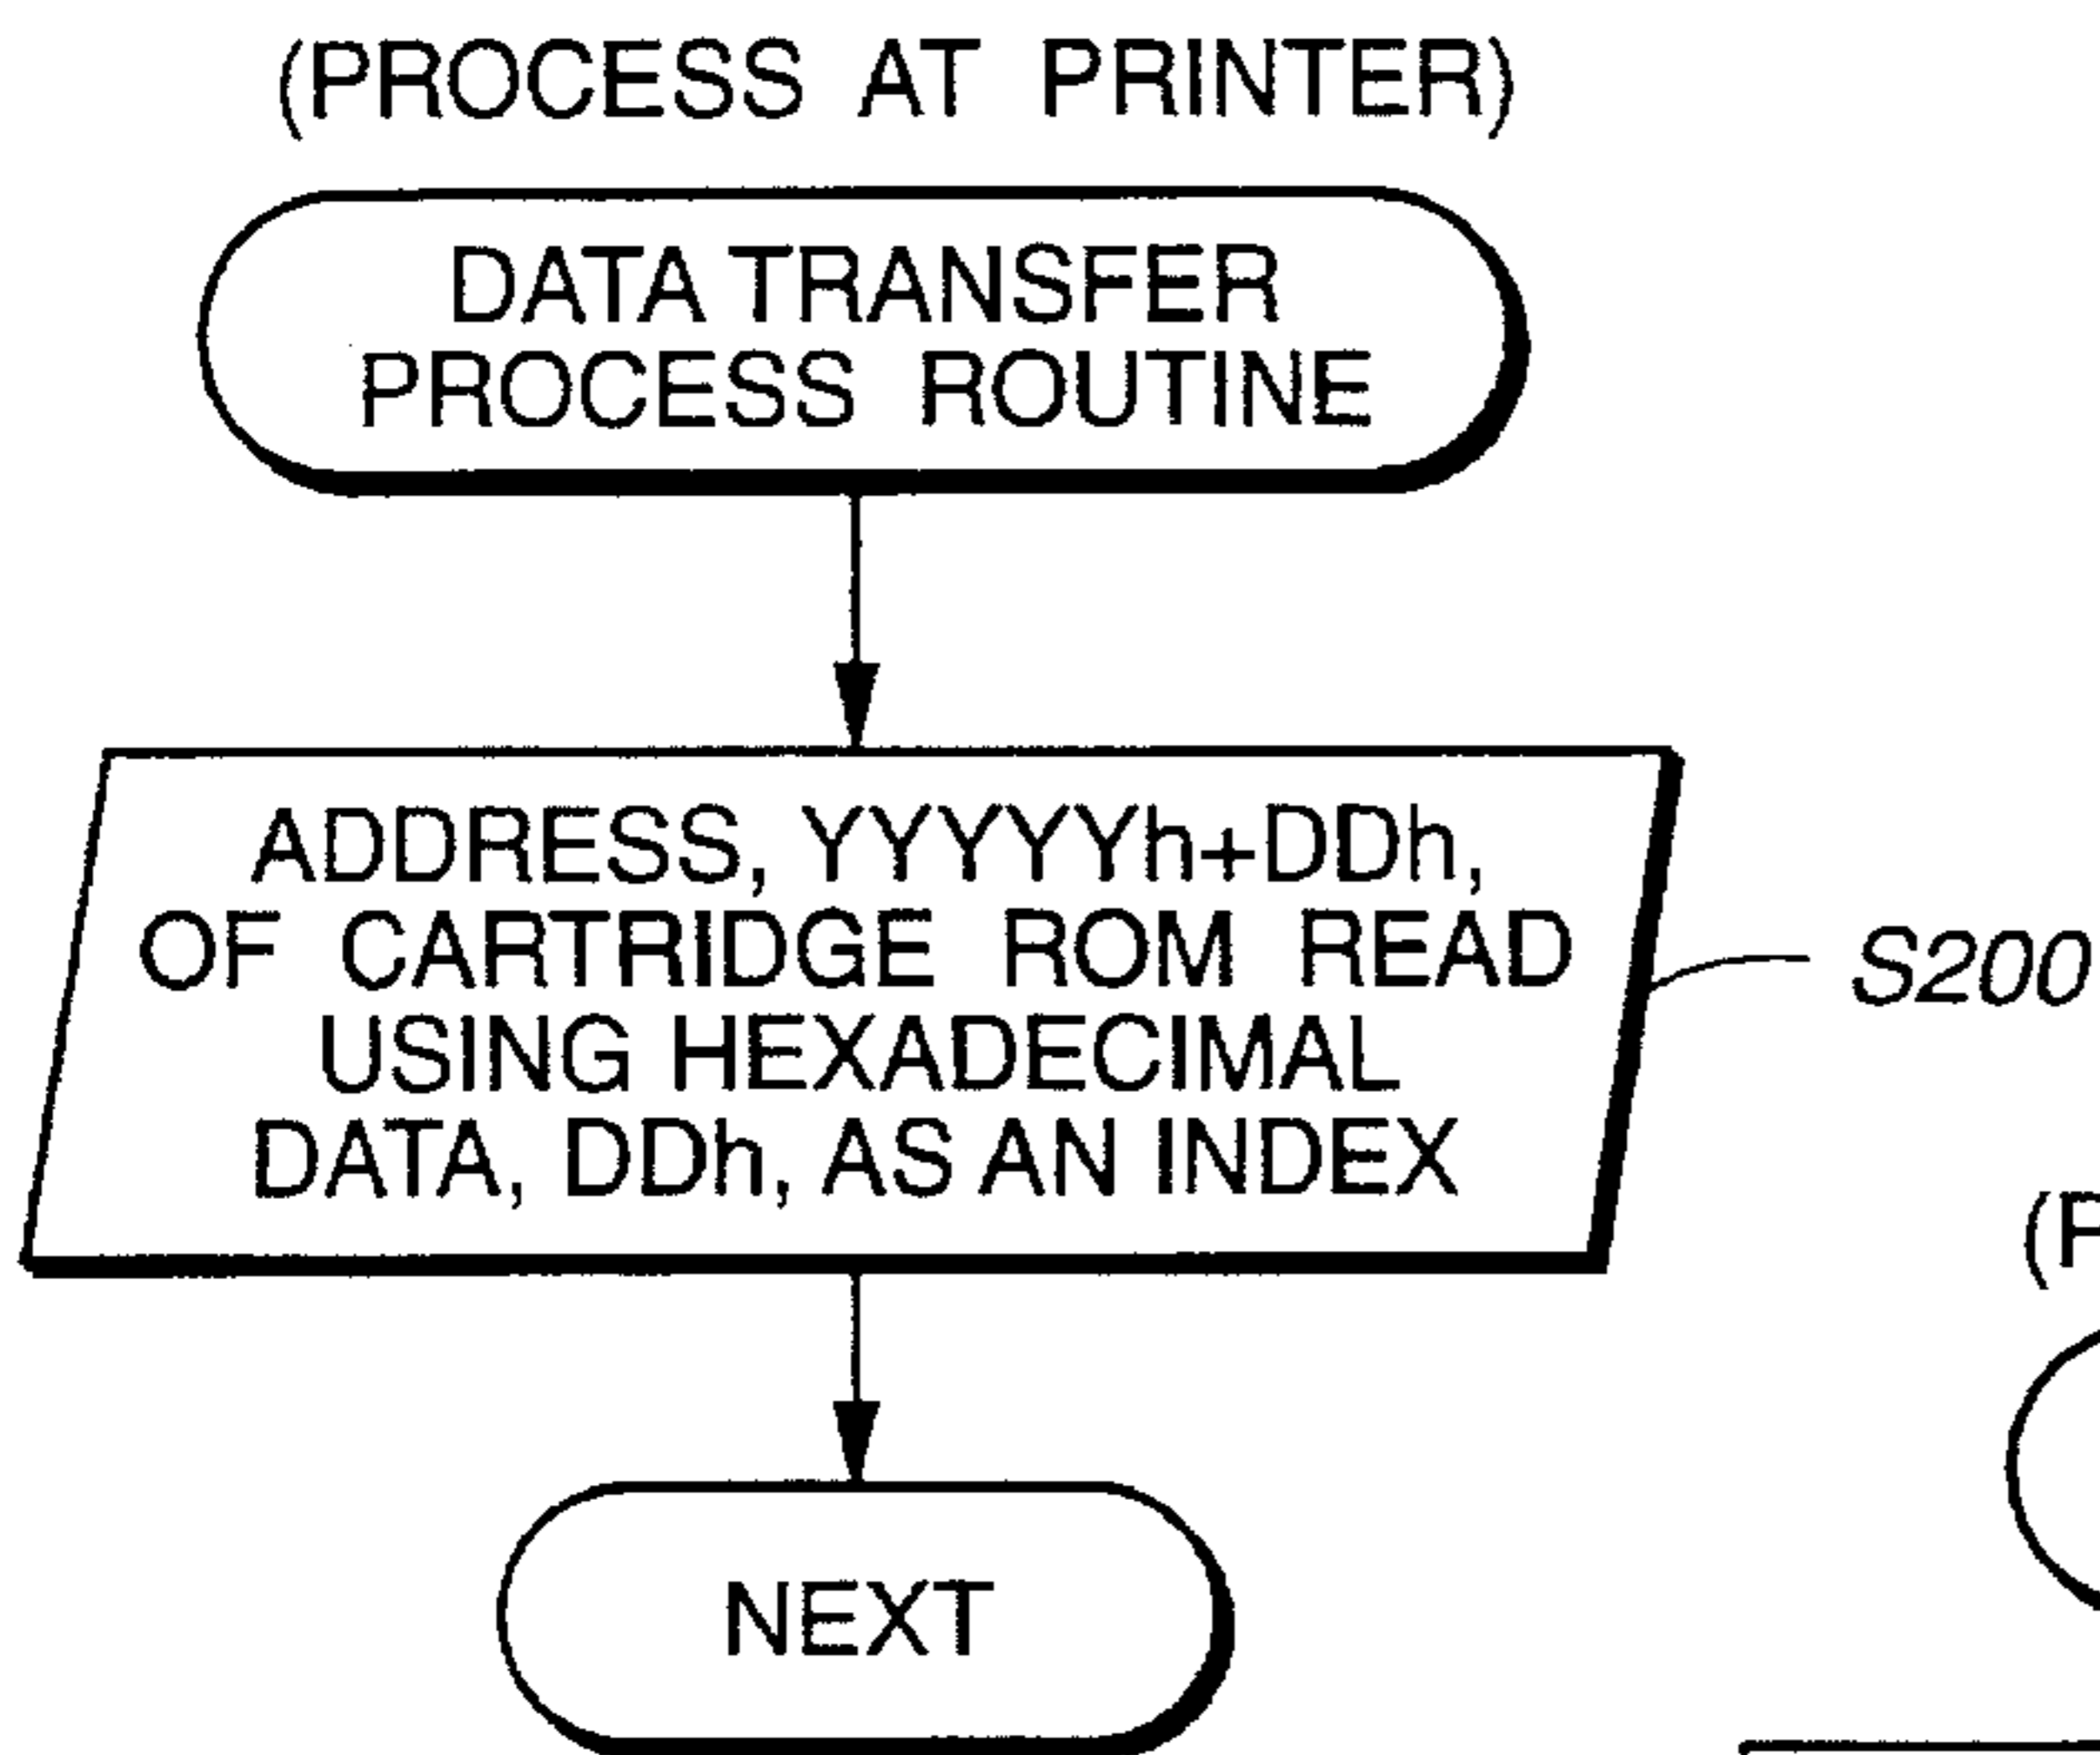 (PROCESS AT PRINTER)
DATA TRANSFER
PROCESS ROUTINE
ADDRESS, YYYYYh+DDh,
OF CARTRIDGE ROM READ
USING HEXADECIMAL
DATA, DDh, AS AN INDEX
S200
(P
NEXT